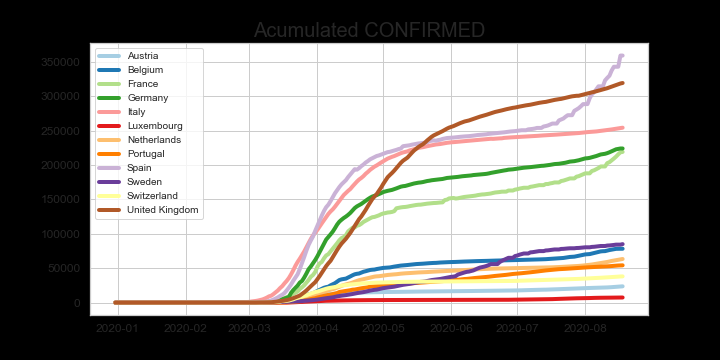 Acumulated CONFIRMED
350000
300000
250000
200000
150000
100000
50000
0
Austria
Belgium
France
Germany
Italy
Luxembourg
Netherlands
Portugal
Spain
Sweden
Switzerland
United Kingdom
2020-01 2020-02 2020-03 2020-04 2020-05 2020-06 2020-07 2020-08